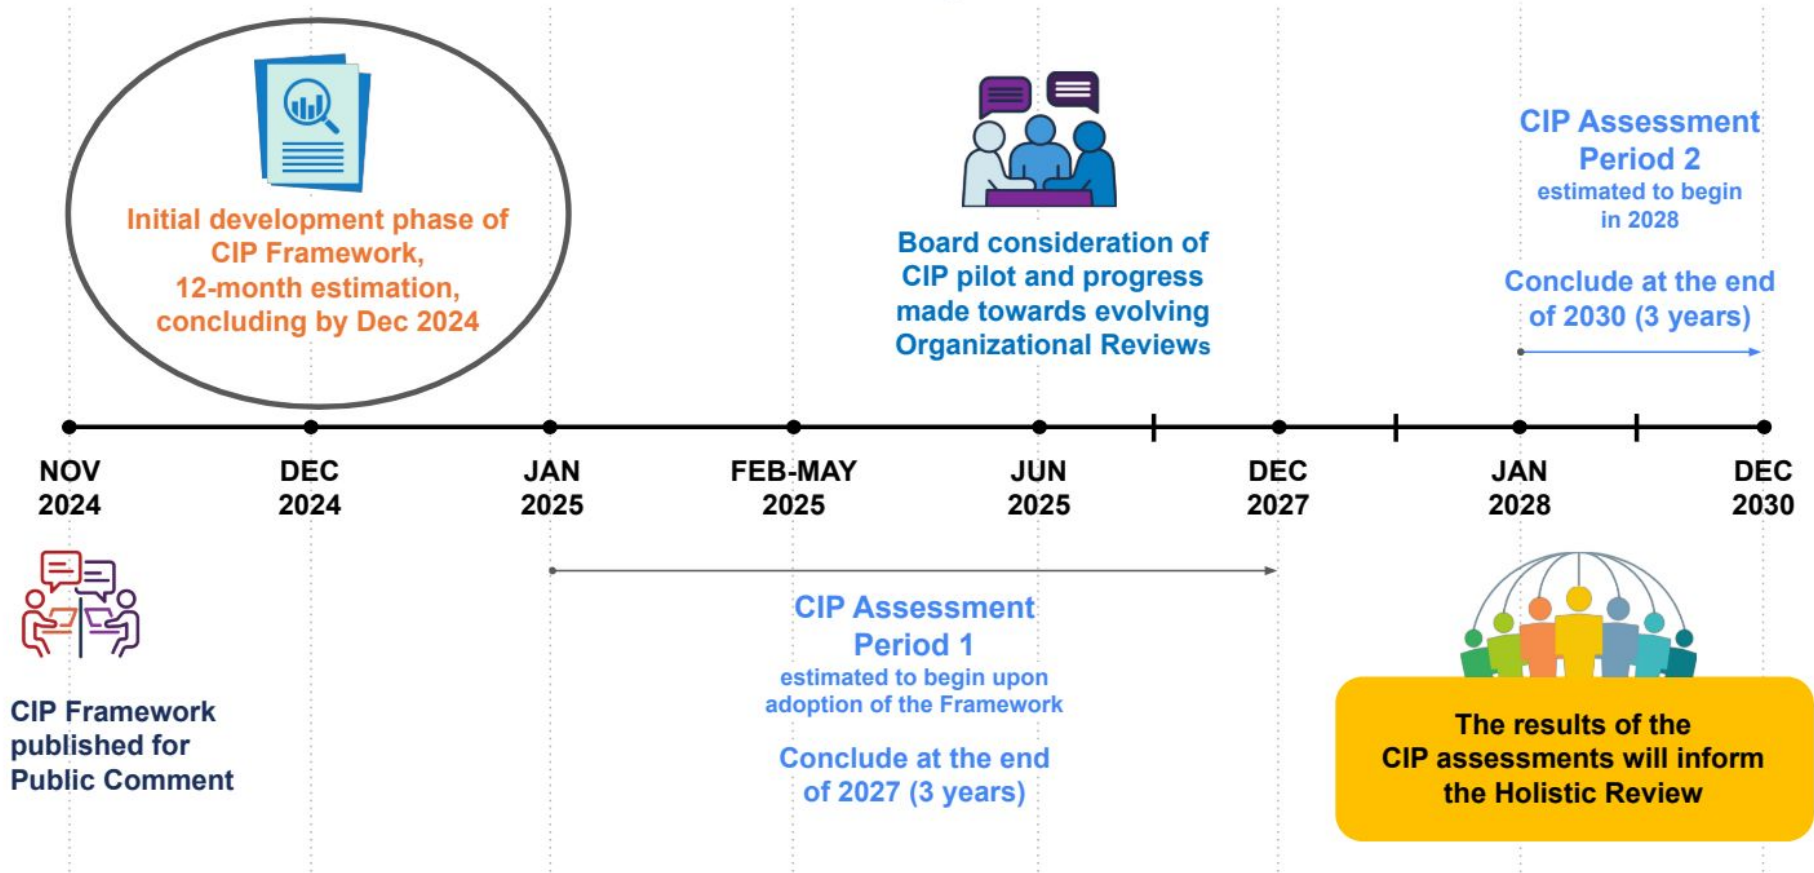 Initial development phase of
CIP Framework,
12-month estimation,
concluding by Dec 2024
Board consideration of
CIP pilot and progress
made towards evolving
Organizational Reviews
CIP Assessment
Period 2
estimated to begin
in 2028
Conclude at the end
of 2030 (3 years)
NOV
2024
DEC
2024
JAN
2025
FEB-MAY
2025
JUN
2025
DEC
2027
JAN
2028
DEC
2030
CIP Framework
published for
Public Comment
CIP Assessment
Period 1
estimated to begin upon
adoption of the Framework
Conclude at the end
of 2027 (3 years)
The results of the
CIP assessments will inform
the Holistic Review